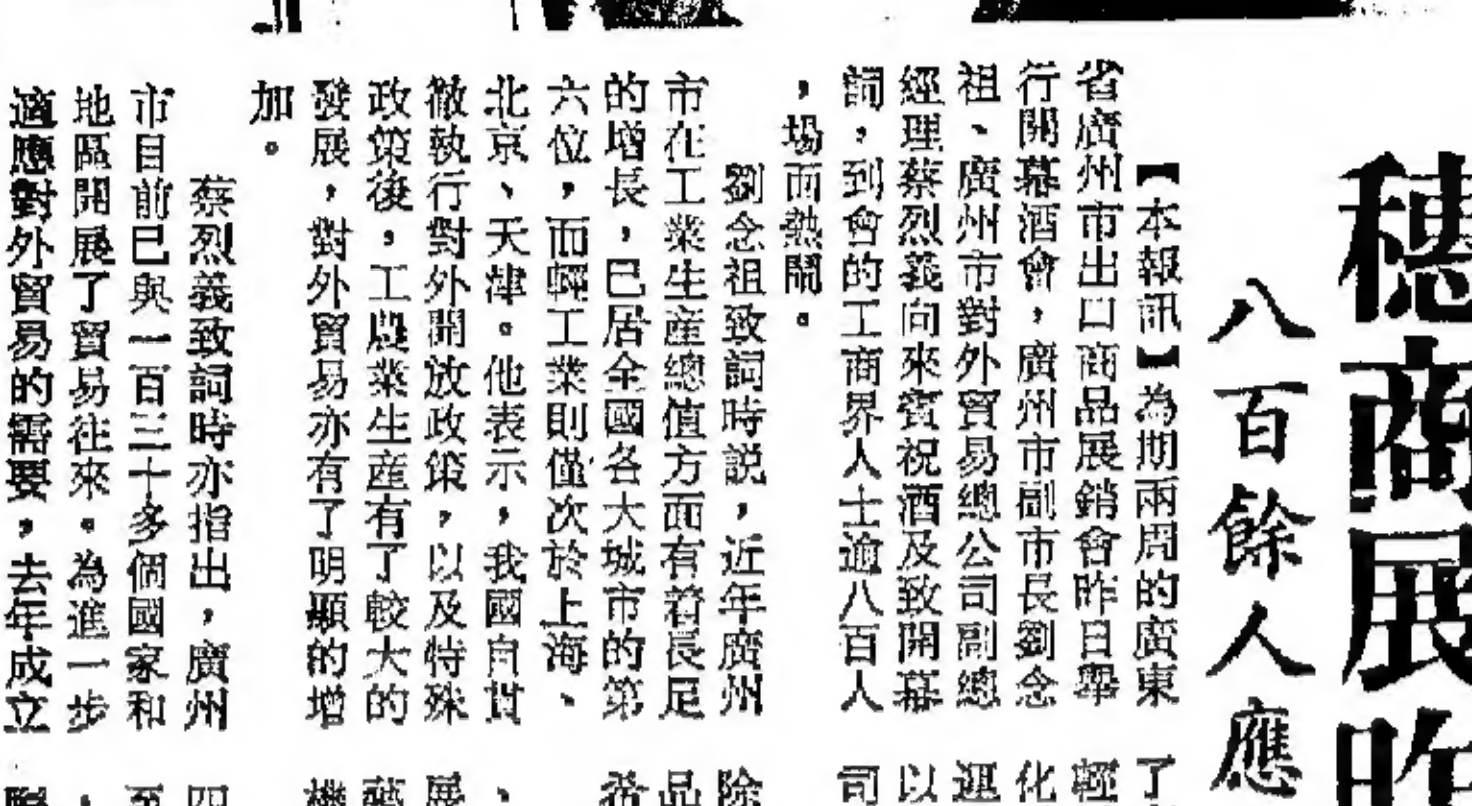 穗商展昨
八百餘人應
【本報訊】為期兩周的廣東
省廣州市出口商品展銷會昨日舉
行開幕酒會，廣州市副市長劉念
祖、廣州市對外貿易總公司副總
經理蔡烈義向來賓祝酒及致開幕
詞，到會的工商界人士逾八百人
，場面熱鬧。
劉念祖致詞時説，近年廣州
市在工業生產總值方面有着長足
的增長，已居全國各大城市的第
六位，而輕工業則僅次於上海、
北京、天津。他表示，我國自貫
徹執行對外開放政策，以及特殊
政策後，工農業生產有了較大的
發展，對外貿易亦有了明顯的增
加。
蔡烈義致詞時亦指出，廣州
市目前已與一百三十多個國家和
地區開展了貿易往來。為進一步
適應對外貿易的需要，去年成立
了
輕
化
運
以
司
除
品
、
展